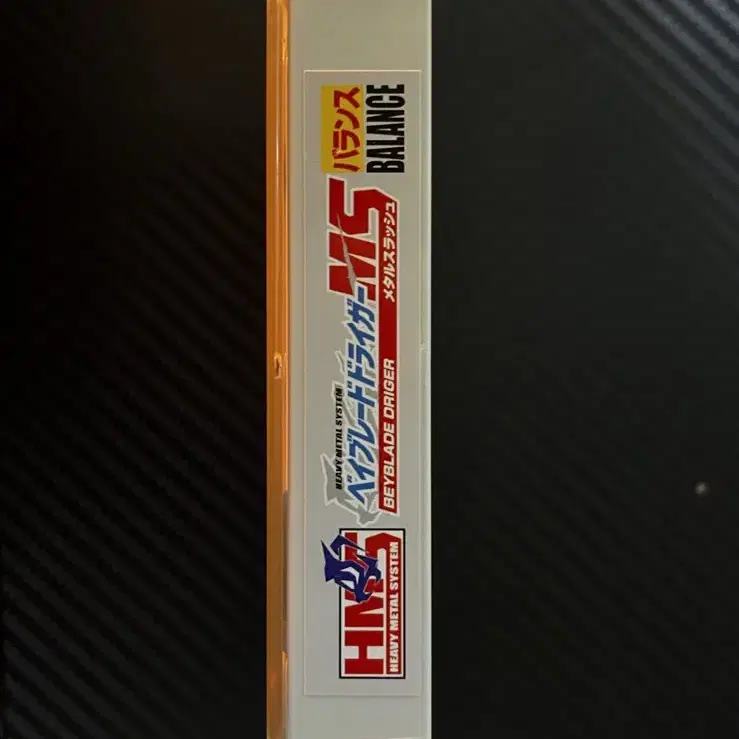 HMS
HEAVY METAL SYSTEM
HEAVY METAL SYSTEM
ベイブレードドライガーMS
BEYBLADE DRIGER
メタルスラッシュ
バランス
BALANCE